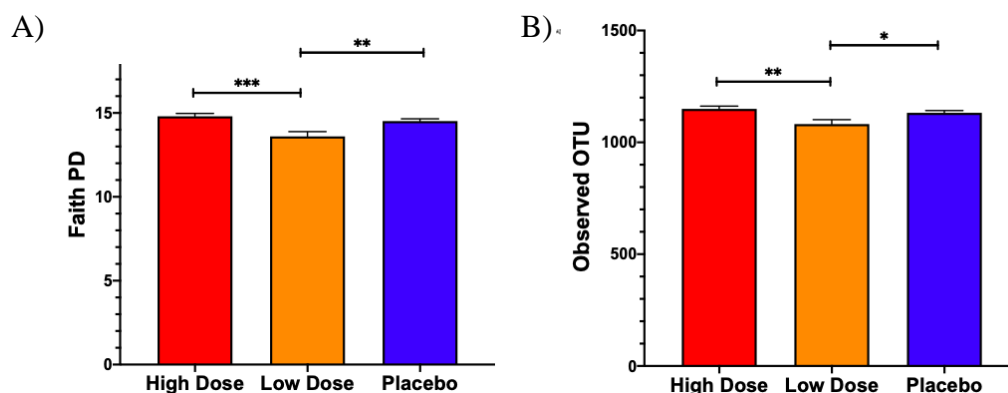 A)
Faith PD
15
10
5
0
***
**
High Dose
Low Dose
Placebo
B)
Observed OTU
1500
1000
500
0
**
*
High Dose
Low Dose
Placebo